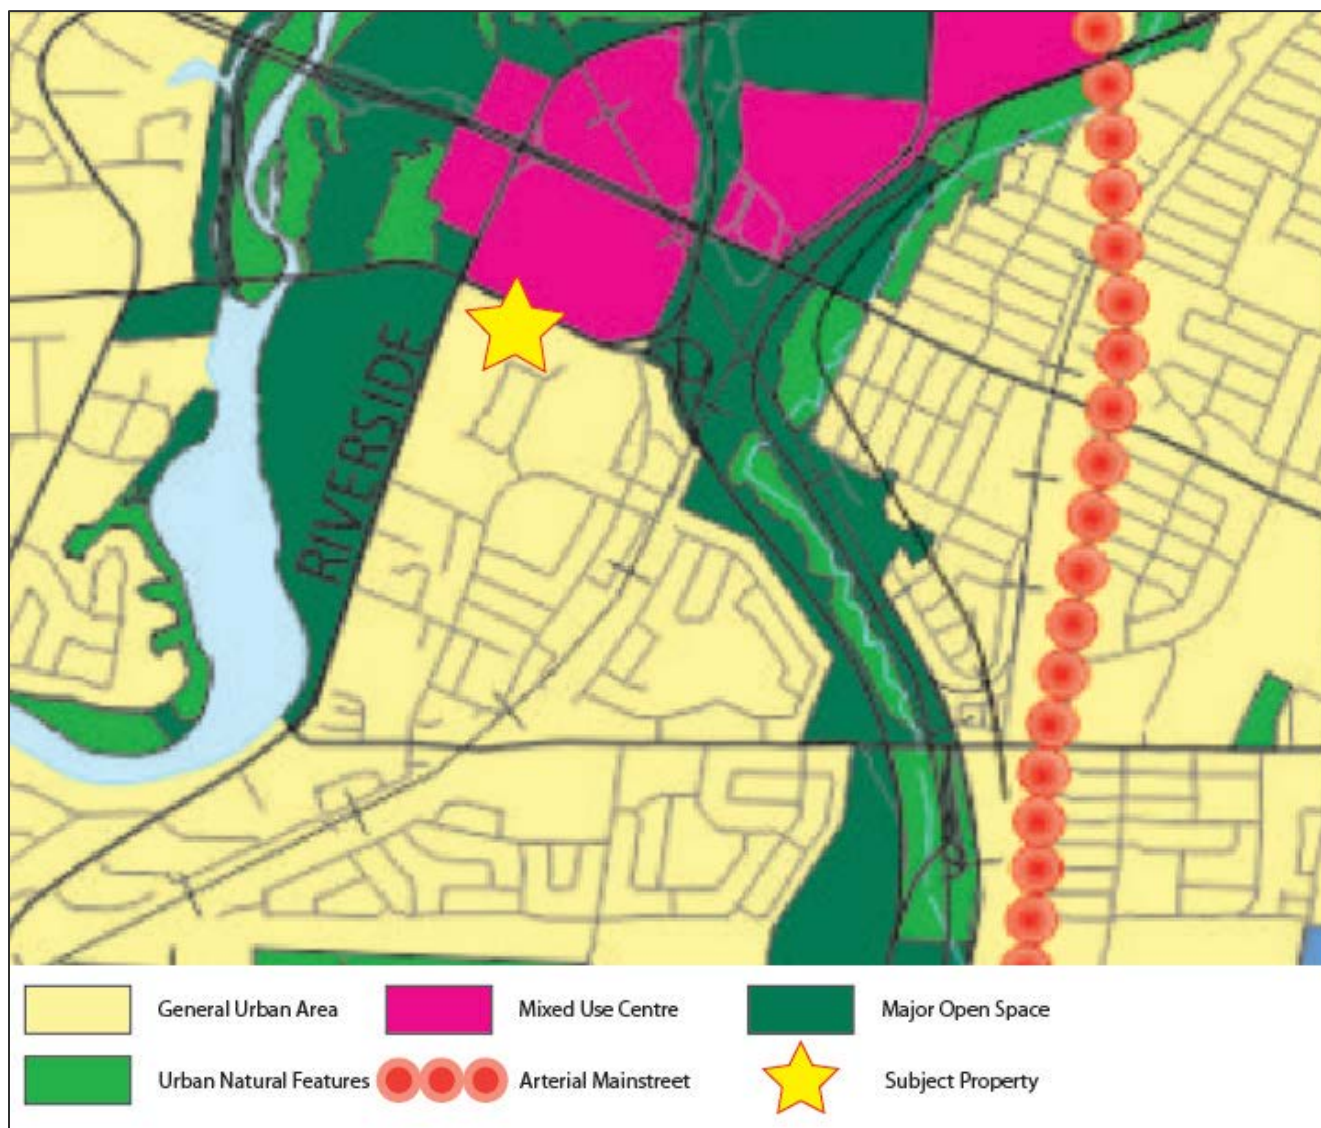 RIVERSIDE
General Urban Area
Mixed Use Centre
Major Open Space
Urban Natural Features
Arterial Mainstreet
Subject Property